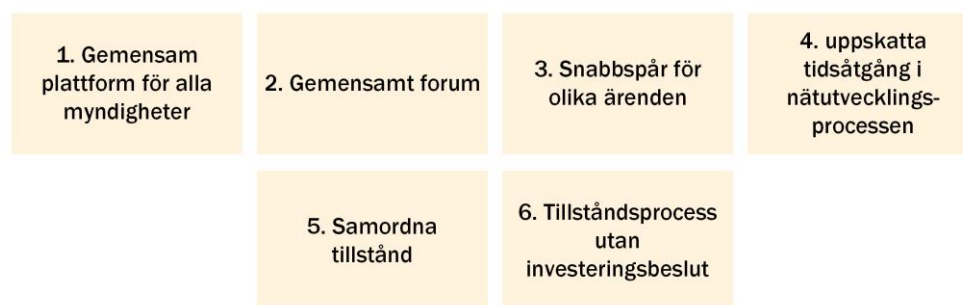 1. Gemensam
plattform för alla
myndigheter
2. Gemensamt forum
3. Snabbspår för
olika ärenden
4. uppskatta
tidsåtgång i
nätutvecklings-
processen
5. Samordna
tillstånd
6. Tillståndsprocess
utan
investeringsbeslut